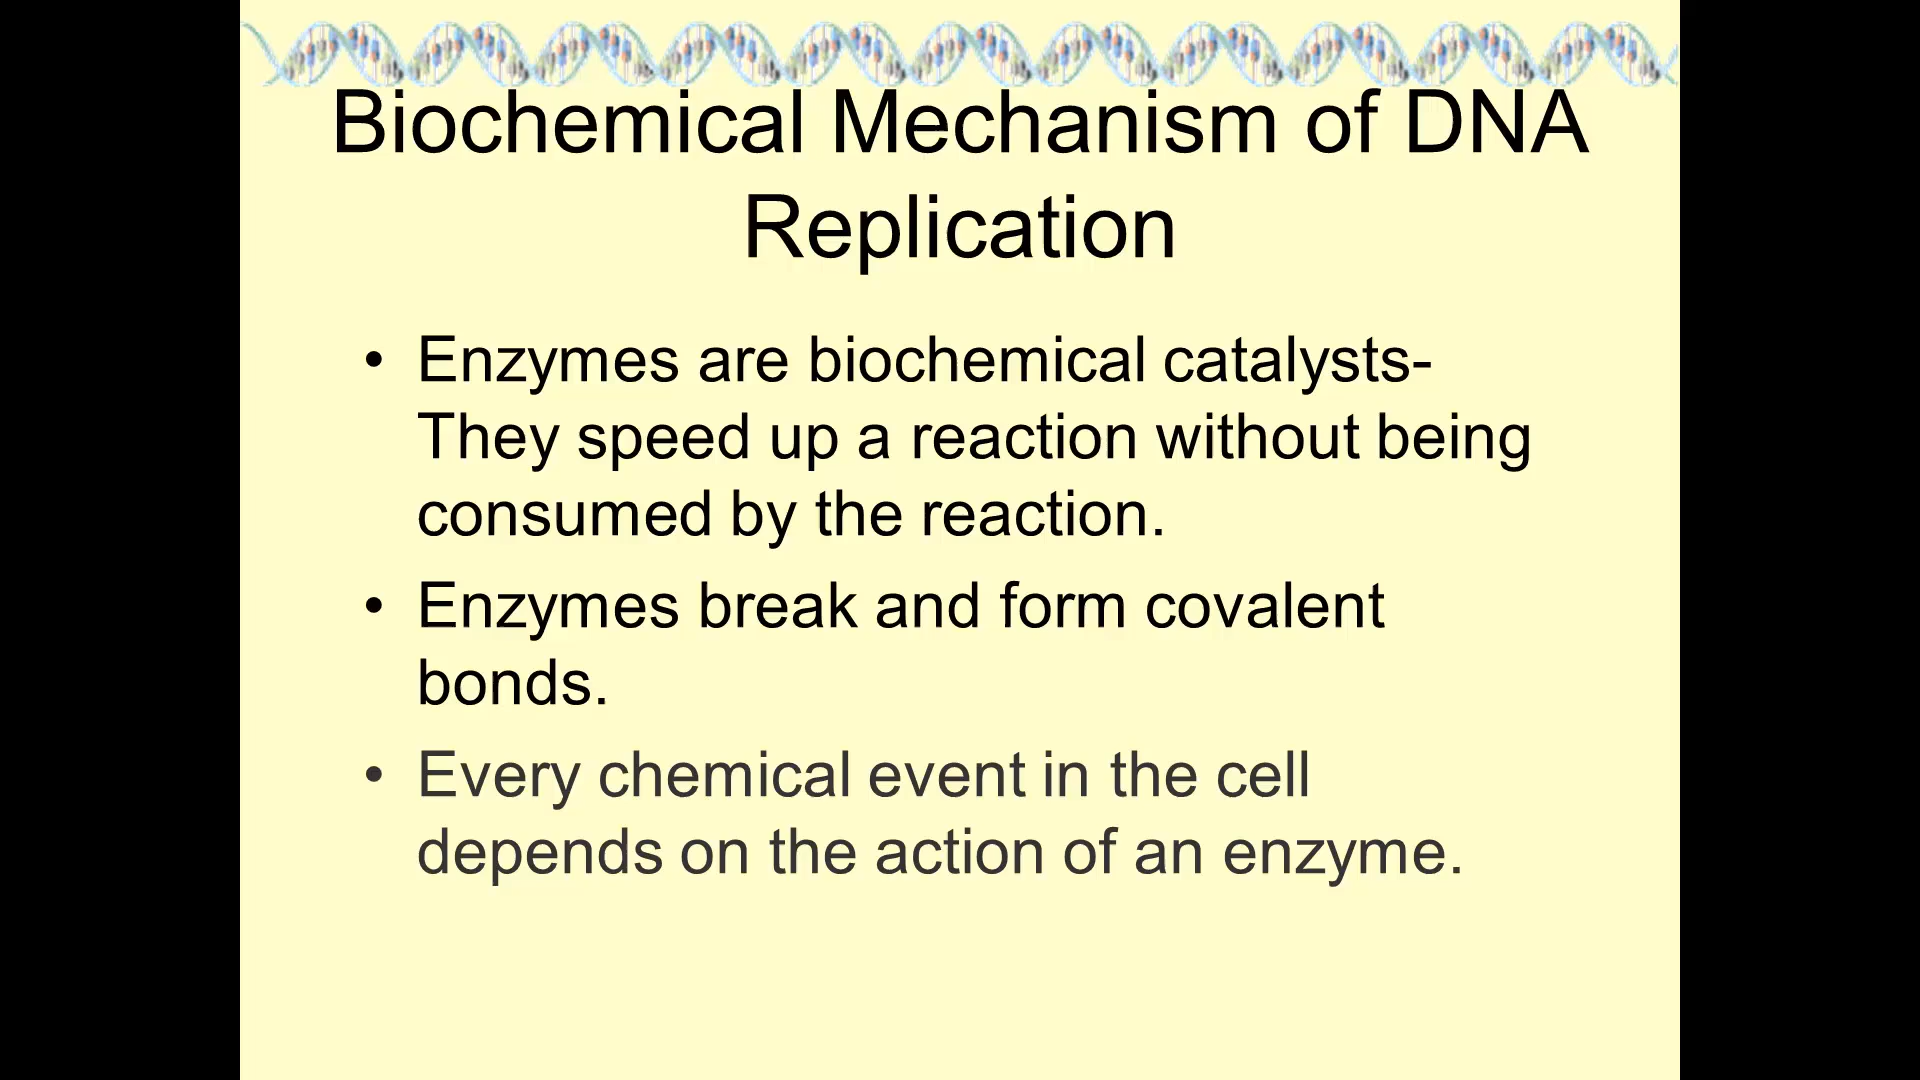 Biochemical Mechanism of DNA
Replication
• Enzymes are biochemical catalysts-
They speed up a reaction without being
consumed by the reaction.
• Enzymes break and form covalent
bonds.
• Every chemical event in the cell
depends on the action of an enzyme.